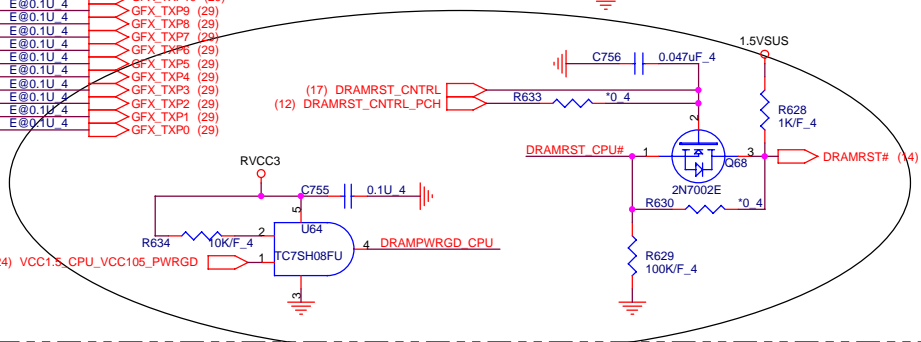 E@0.1U_4 GFX_TXP9 (29)
E@0.1U_4 GFX_TXP8 (29)
E@0.1U_4 GFX_TXP7 (29)
E@0.1U_4 GFX_TXP6 (29)
E@0.1U_4 GFX_TXP5 (29)
E@0.1U_4 GFX_TXP4 (29)
E@0.1U_4 GFX_TXP3 (29)
E@0.1U_4 GFX_TXP2 (29)
E@0.1U_4 GFX_TXP1 (29)
E@0.1U_4 GFX_TXP0 (29)
1.5VSUS
C756 0.047uF_4
(17) DRAMRST_CNTRL
(12) DRAMRST_CNTRL_PCH
R633 *0_4
R628
1K/F_4
2
DRAMRST_CPU# 1 3 DRAMRST# (14)
Q68
2N7002E
R630 *0_4
R629
100K/F_4
RVCC3
C755 0.1U_4
5
U64
R634 10K/F_4 2
TC7SH08FU
4 DRAMPWRGD_CPU
VCC1.5_CPU_VCC105_PWRGD 1
3